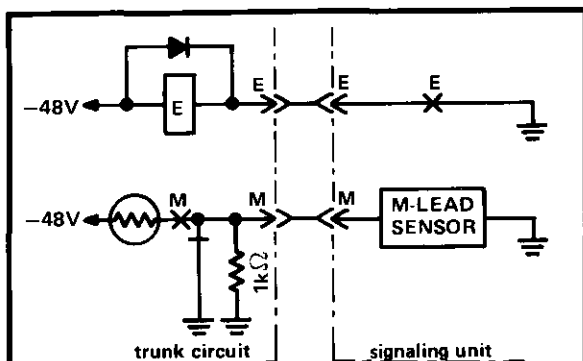 E E E
−48V E
M M M
−48V M-LEAD
SENSOR
1kΩ
trunk circuit signaling unit